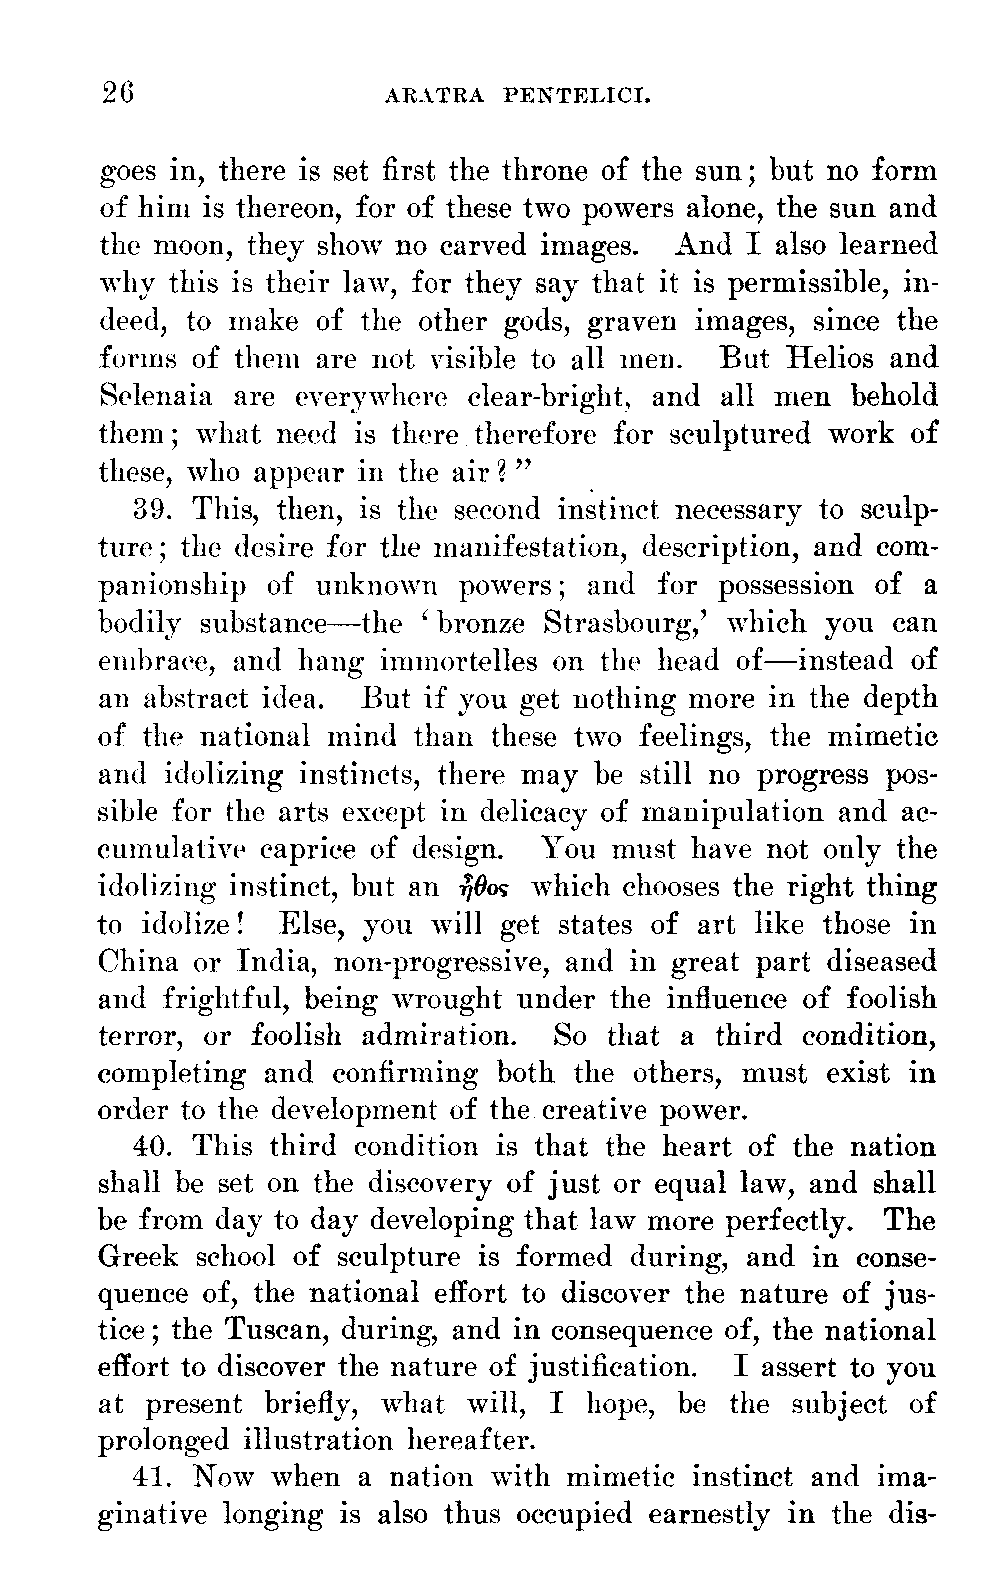 26 ARATRA PENTELICI.
goes in, there is set first the throne of the sun; but no form
of him is thereon, for of these two powers alone, the sun and
the moon, they show no carved images. And I also learned
why this is their law, for they say that it is permissible, in-
deed, to make of the other gods, graven images, since the
forms of them are not visible to all men. But Helios and
Selenaia are everywhere clear-bright, and all men behold
them; what need is there therefore for sculptured work of
these, who appear in the air?"
39. This, then, is the second instinct necessary to sculp-
ture; the desire for the manifestation, description, and com-
panionship of unknown powers; and for possession of a
bodily substance—the 'bronze Strasbourg,' which you can
embrace, and hang immortelles on the head of—instead of
an abstract idea. But if you get nothing more in the depth
of the national mind than these two feelings, the mimetic
and idolizing instincts, there may be still no progress pos-
sible for the arts except in delicacy of manipulation and ac-
cumulative caprice of design. You must have not only the
idolizing instinct, but an ἦθος which chooses the right thing
to idolize! Else, you will get states of art like those in
China or India, non-progressive, and in great part diseased
and frightful, being wrought under the influence of foolish
terror, or foolish admiration. So that a third condition,
completing and confirming both the others, must exist in
order to the development of the creative power.
40. This third condition is that the heart of the nation
shall be set on the discovery of just or equal law, and shall
be from day to day developing that law more perfectly. The
Greek school of sculpture is formed during, and in conse-
quence of, the national effort to discover the nature of jus-
tice; the Tuscan, during, and in consequence of, the national
effort to discover the nature of justification. I assert to you
at present briefly, what will, I hope, be the subject of
prolonged illustration hereafter.
41. Now when a nation with mimetic instinct and ima-
ginative longing is also thus occupied earnestly in the dis-